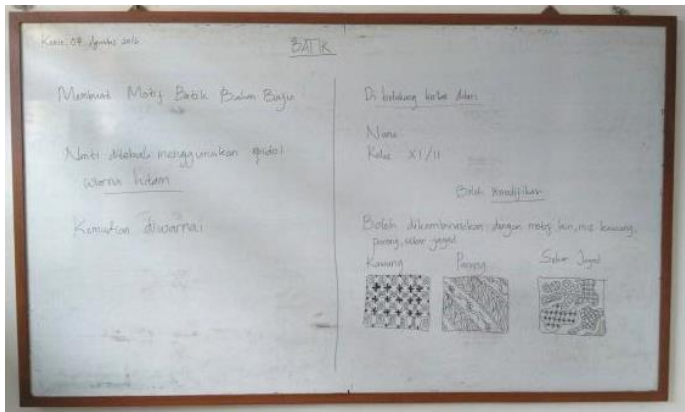 Kamis, 04 Agustus 2016
BATIK
Membuat Motif Batik Bahan Baju
Nanti ditebali menggunakan spidol
warna hitam
Kemudian diwarnai
Di belakang kertas diberi
Nama
Kelas XI/II
Boleh dimodifikasi
Boleh dikombinasikan dengan motif lain, mis kawung,
parang, sekar jagad
Kawung Parang Sekar Jagad